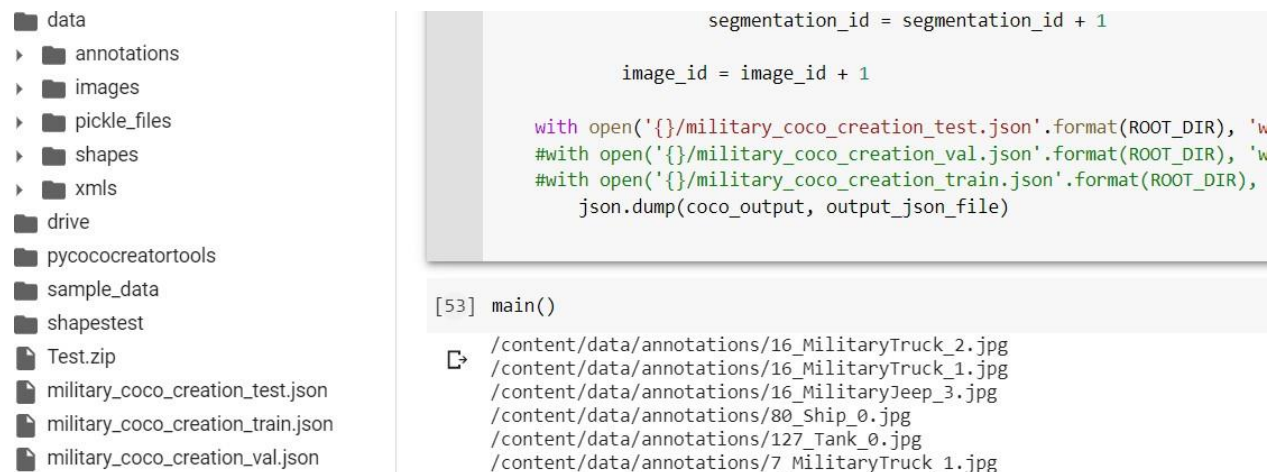 data
annotations
images
pickle_files
shapes
xmls
drive
pycococreatortools
sample_data
shapestest
Test.zip
military_coco_creation_test.json
military_coco_creation_train.json
military_coco_creation_val.json
segmentation_id = segmentation_id + 1
image_id = image_id + 1
with open('{}/military_coco_creation_test.json'.format(ROOT_DIR), 'w
#with open('{}/military_coco_creation_val.json'.format(ROOT_DIR), 'w
#with open('{}/military_coco_creation_train.json'.format(ROOT_DIR),
json.dump(coco_output, output_json_file)
[53] main()
/content/data/annotations/16_MilitaryTruck_2.jpg
/content/data/annotations/16_MilitaryTruck_1.jpg
/content/data/annotations/16_MilitaryJeep_3.jpg
/content/data/annotations/80_Ship_0.jpg
/content/data/annotations/127_Tank_0.jpg
/content/data/annotations/7_MilitaryTruck_1.jpg